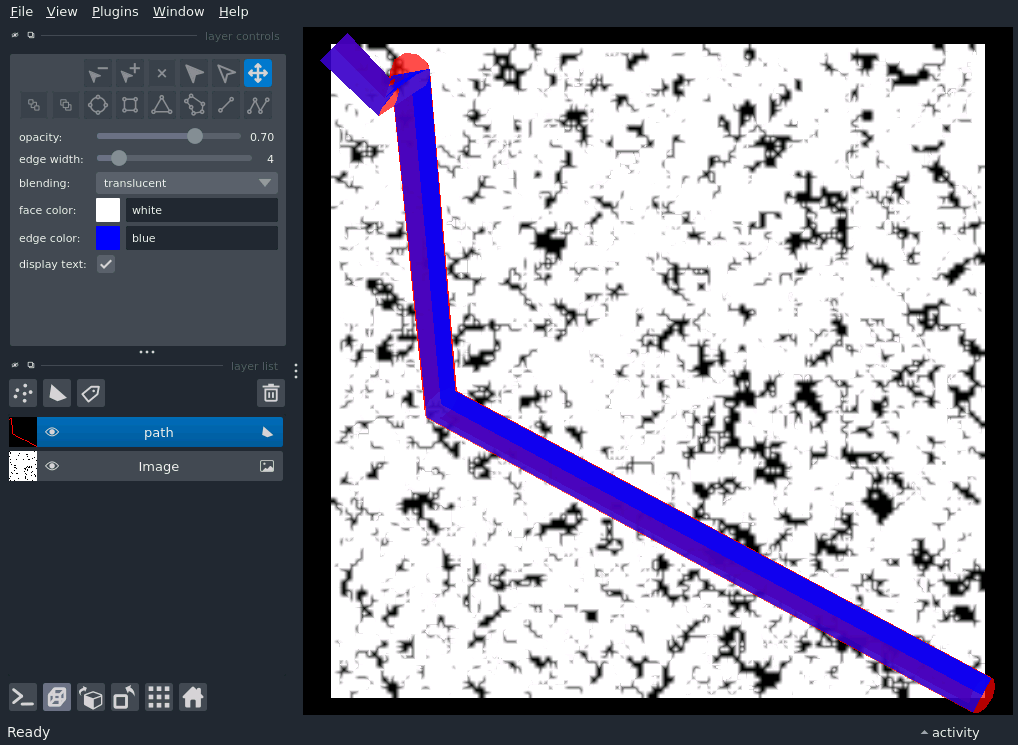 File View Plugins Window Help
layer controls
opacity: 0.70
edge width: 4
blending: translucent
face color: white
edge color: blue
display text:
layer list
path
Image
Ready
activity